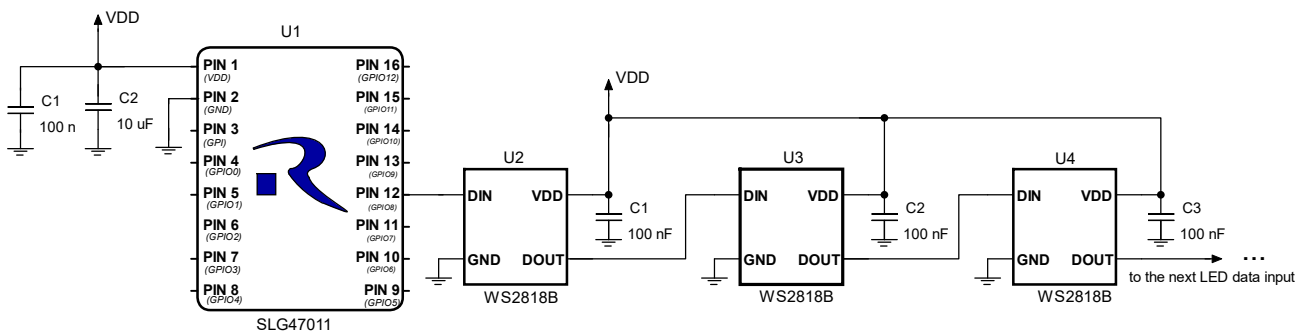 VDD
U1
C1
100 n
C2
10 uF
PIN 1
(VDD)
PIN 2
(GND)
PIN 3
(GPI)
PIN 4
(GPIO0)
PIN 5
(GPIO1)
PIN 6
(GPIO2)
PIN 7
(GPIO3)
PIN 8
(GPIO4)
PIN 16
(GPIO12)
PIN 15
(GPIO11)
PIN 14
(GPIO10)
PIN 13
(GPIO9)
PIN 12
(GPIO8)
PIN 11
(GPIO7)
PIN 10
(GPIO6)
PIN 9
(GPIO5)
SLG47011
VDD
U2
DIN VDD
GND DOUT
WS2818B
C1
100 nF
U3
DIN VDD
GND DOUT
WS2818B
C2
100 nF
U4
DIN VDD
GND DOUT
WS2818B
C3
100 nF
...
to the next LED data input